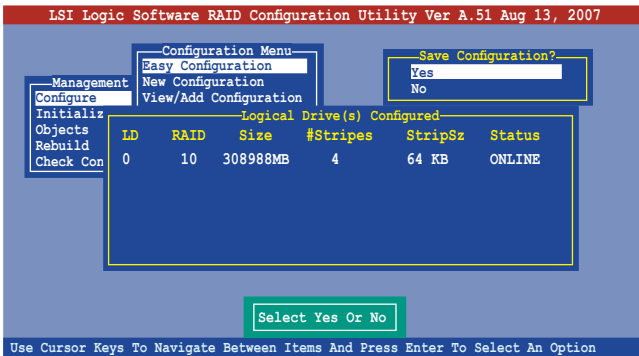 LSI Logic Software RAID Configuration Utility Ver A.51 Aug 13, 2007
Configuration Menu
Easy Configuration
New Configuration
View/Add Configuration
Save Configuration?
Yes
No
Management
Configure
Initializ
Objects
Rebuild
Check Con
Logical Drive(s) Configured
LD RAID Size #Stripes StripSz Status
0 10 308988MB 4 64 KB ONLINE
Select Yes Or No
Use Cursor Keys To Navigate Between Items And Press Enter To Select An Option